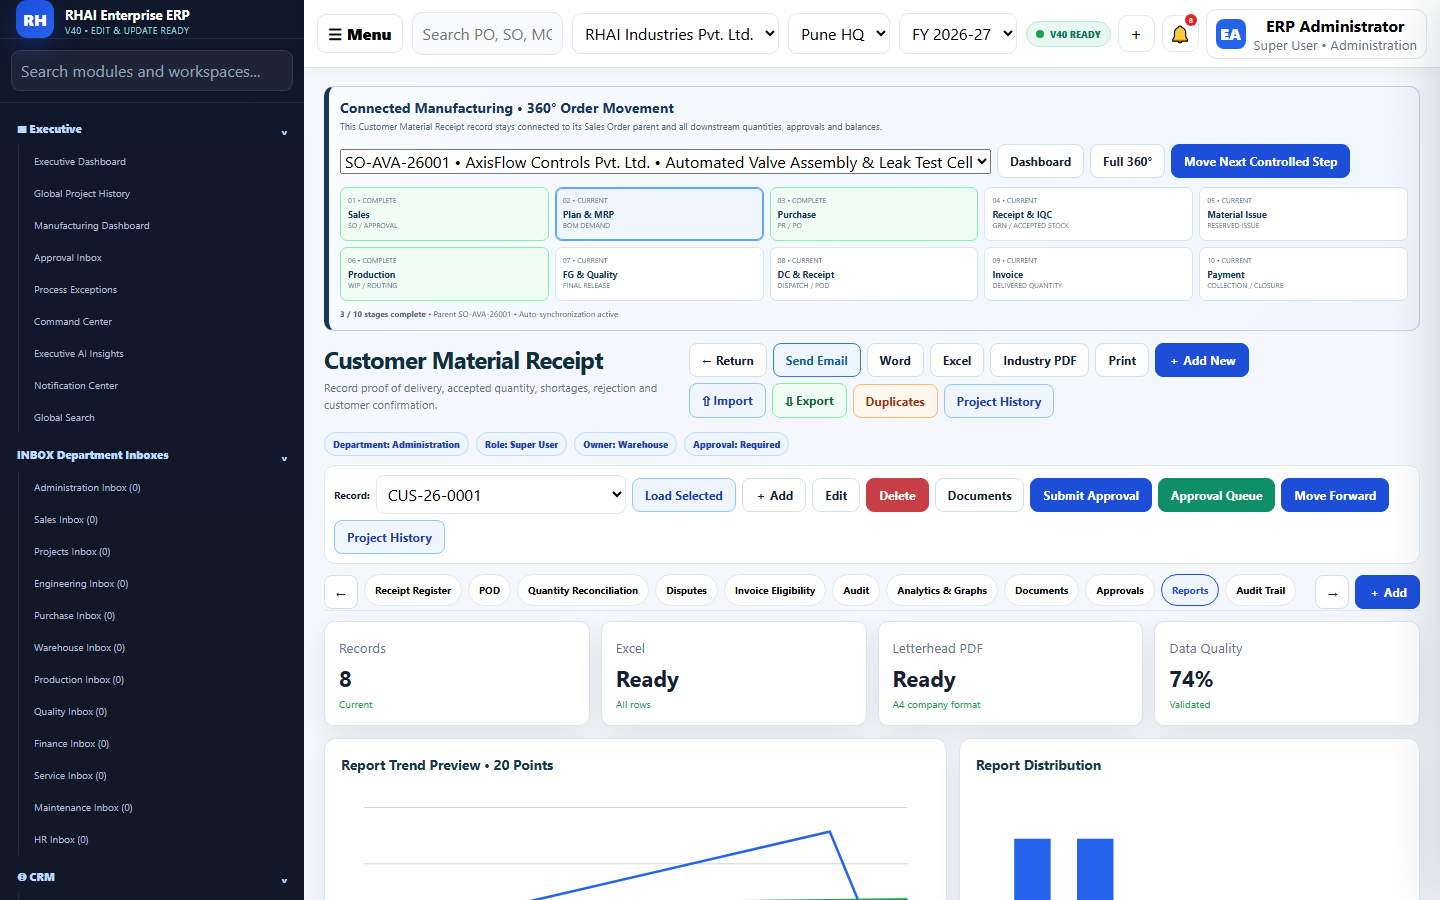 RH
RHAI Enterprise ERP
V40 • EDIT & UPDATE READY
Search modules and workspaces...
Executive
Executive Dashboard
Global Project History
Manufacturing Dashboard
Approval Inbox
Process Exceptions
Command Center
Executive AI Insights
Notification Center
Global Search
INBOX Department Inboxes
Administration Inbox (0)
Sales Inbox (0)
Projects Inbox (0)
Engineering Inbox (0)
Purchase Inbox (0)
Warehouse Inbox (0)
Production Inbox (0)
Quality Inbox (0)
Finance Inbox (0)
Service Inbox (0)
Maintenance Inbox (0)
HR Inbox (0)
CRM
☰ Menu
Search PO, SO, MC
RHAI Industries Pvt. Ltd.
Pune HQ
FY 2026-27
V40 READY
+
8
EA
ERP Administrator
Super User • Administration
Connected Manufacturing • 360° Order Movement
This Customer Material Receipt record stays connected to its Sales Order parent and all downstream quantities, approvals and balances.
SO-AVA-26001 • AxisFlow Controls Pvt. Ltd. • Automated Valve Assembly & Leak Test Cell
Dashboard
Full 360°
Move Next Controlled Step
01 • COMPLETE
Sales
SO / APPROVAL
02 • CURRENT
Plan & MRP
BOM DEMAND
03 • COMPLETE
Purchase
PR / PO
04 • CURRENT
Receipt & IQC
GRN / ACCEPTED STOCK
05 • CURRENT
Material Issue
RESERVED ISSUE
06 • COMPLETE
Production
WIP / ROUTING
07 • CURRENT
FG & Quality
FINAL RELEASE
08 • CURRENT
DC & Receipt
DISPATCH / POD
09 • CURRENT
Invoice
DELIVERED QUANTITY
10 • CURRENT
Payment
COLLECTION / CLOSURE
3 / 10 stages complete • Parent SO-AVA-26001 • Auto-synchronization active
Customer Material Receipt
Record proof of delivery, accepted quantity, shortages, rejection and
customer confirmation.
← Return
Send Email
Word
Excel
Industry PDF
Print
+ Add New
⇧ Import
⇩ Export
Duplicates
Project History
Department: Administration
Role: Super User
Owner: Warehouse
Approval: Required
Record:
CUS-26-0001
Load Selected
+ Add
Edit
Delete
Documents
Submit Approval
Approval Queue
Move Forward
Project History
←
Receipt Register
POD
Quantity Reconciliation
Disputes
Invoice Eligibility
Audit
Analytics & Graphs
Documents
Approvals
Reports
Audit Trail
→
+ Add
Records
8
Current
Excel
Ready
All rows
Letterhead PDF
Ready
A4 company format
Data Quality
74%
Validated
Report Trend Preview • 20 Points
Report Distribution